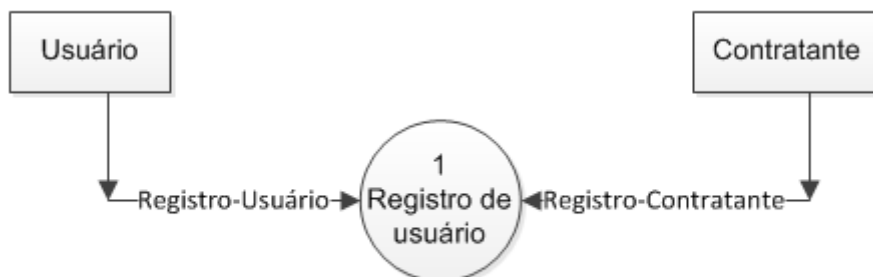 Usuário
Contratante
1
Registro de
usuário
Registro-Usuário
Registro-Contratante